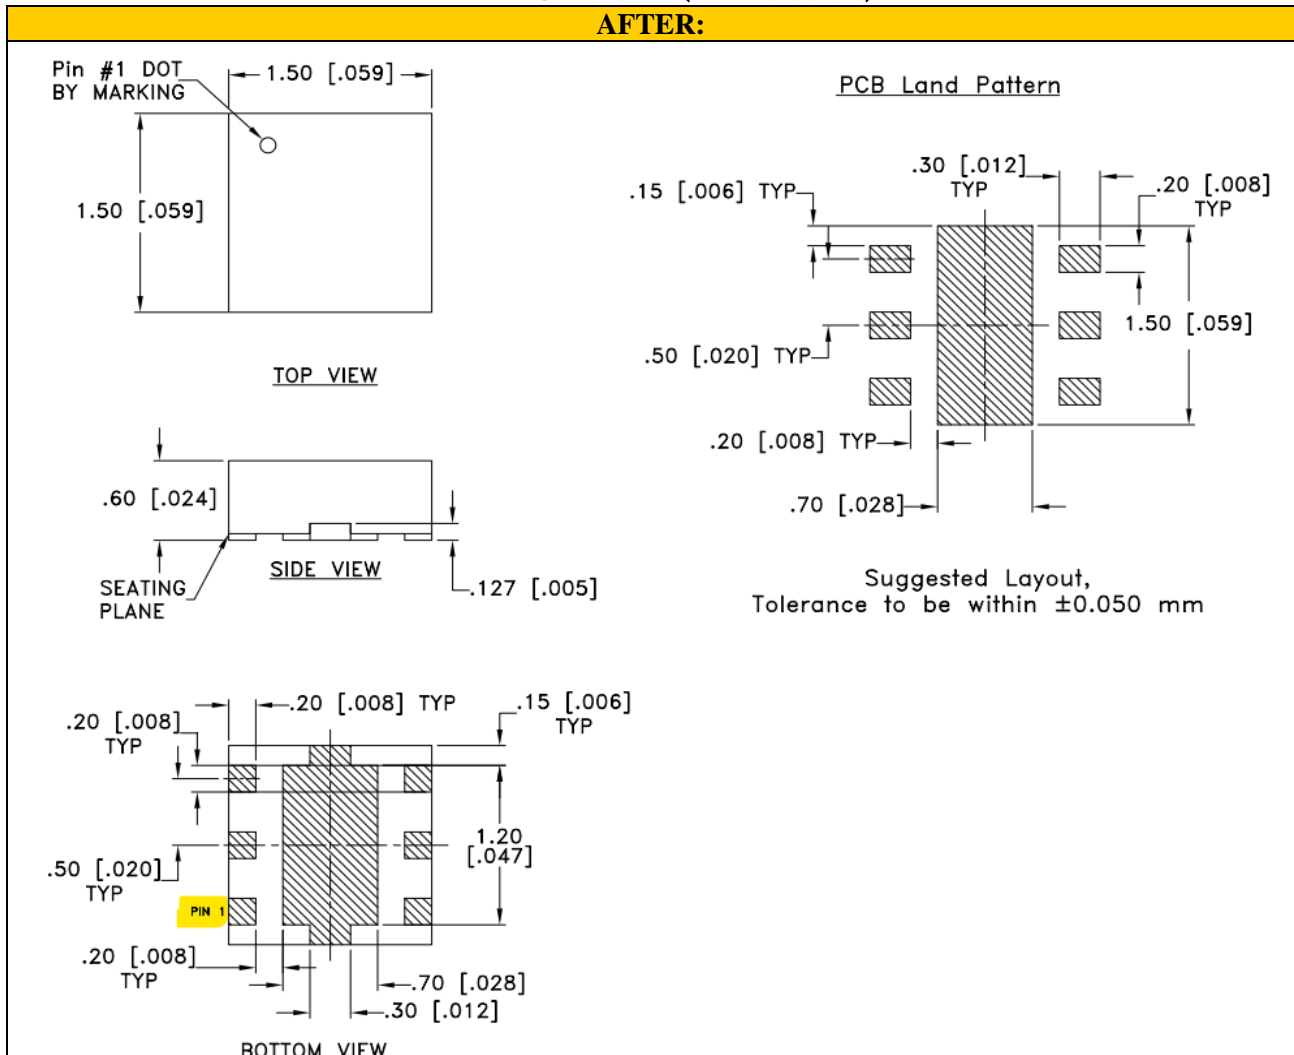 AFTER:
Pin #1 DOT
BY MARKING
1.50 [.059]
1.50 [.059]
TOP VIEW
.60 [.024]
SEATING
PLANE
SIDE VIEW
.127 [.005]
.20 [.008] TYP
.20 [.008]
TYP
.15 [.006]
TYP
1.20
[.047]
.50 [.020]
TYP
PIN 1
.20 [.008]
TYP
.70 [.028]
.30 [.012]
BOTTOM VIEW
PCB Land Pattern
.30 [.012]
TYP
.15 [.006] TYP
.20 [.008]
TYP
1.50 [.059]
.50 [.020] TYP
.20 [.008] TYP
.70 [.028]
Suggested Layout,
Tolerance to be within ±0.050 mm